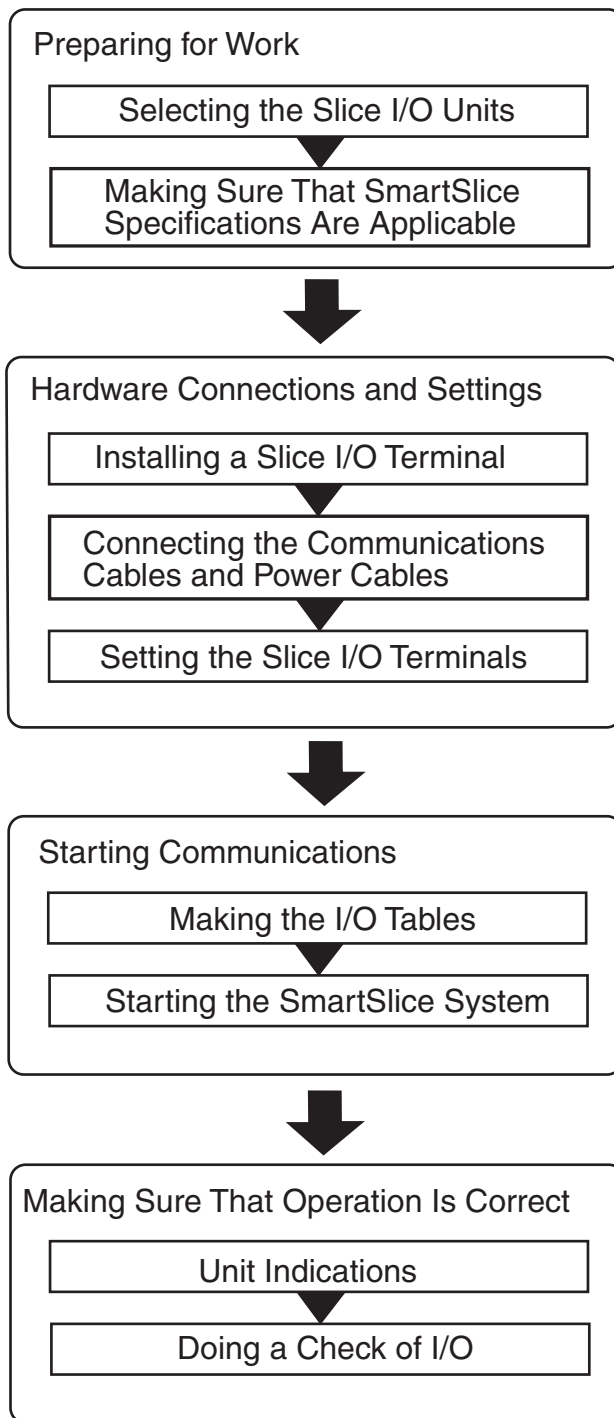 Preparing for Work
Selecting the Slice I/O Units
Making Sure That SmartSlice
Specifications Are Applicable
Hardware Connections and Settings
Installing a Slice I/O Terminal
Connecting the Communications
Cables and Power Cables
Setting the Slice I/O Terminals
Starting Communications
Making the I/O Tables
Starting the SmartSlice System
Making Sure That Operation Is Correct
Unit Indications
Doing a Check of I/O